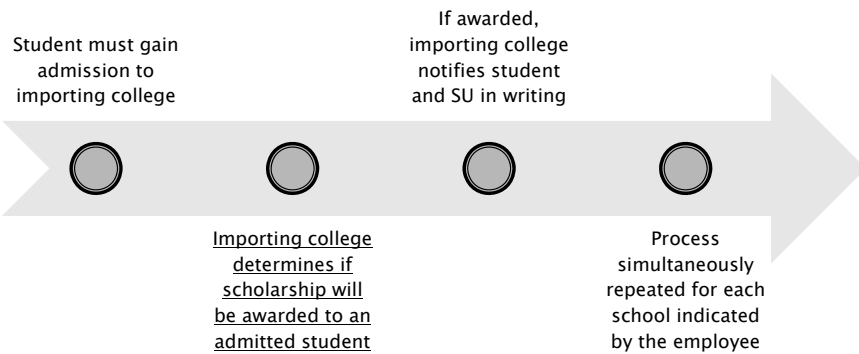 Student must gain
admission to
importing college
Importing college
determines if
scholarship will
be awarded to an
admitted student
If awarded,
importing college
notifies student
and SU in writing
Process
simultaneously
repeated for each
school indicated
by the employee